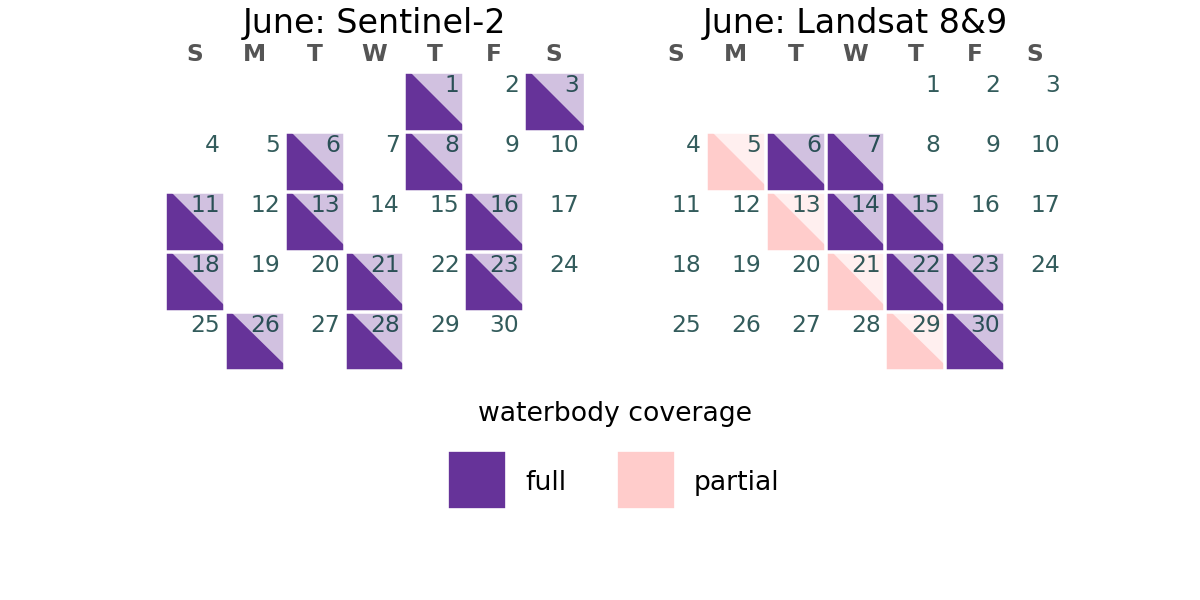 June: Sentinel-2
S M T W T F S
1 2 3
4 5 6 7 8 9 10
11 12 13 14 15 16 17
18 19 20 21 22 23 24
25 26 27 28 29 30
June: Landsat 8&9
S M T W T F S
1 2 3
4 5 6 7 8 9 10
11 12 13 14 15 16 17
18 19 20 21 22 23 24
25 26 27 28 29 30
waterbody coverage
full partial